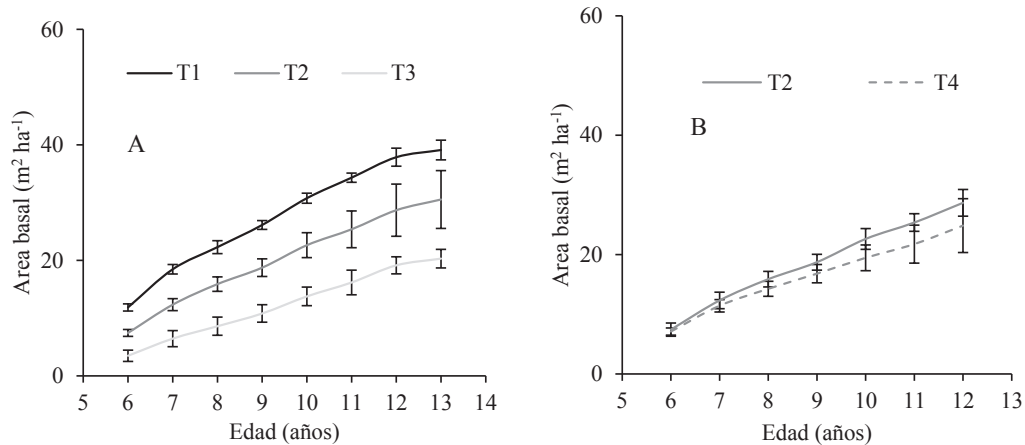 60
40
20
0
Area basal (m² ha⁻¹)
T1 T2 T3
A
5 6 7 8 9 10 11 12 13 14
Edad (años)
60
40
20
0
Area basal (m² ha⁻¹)
T2 T4
B
5 6 7 8 9 10 11 12 13
Edad (años)